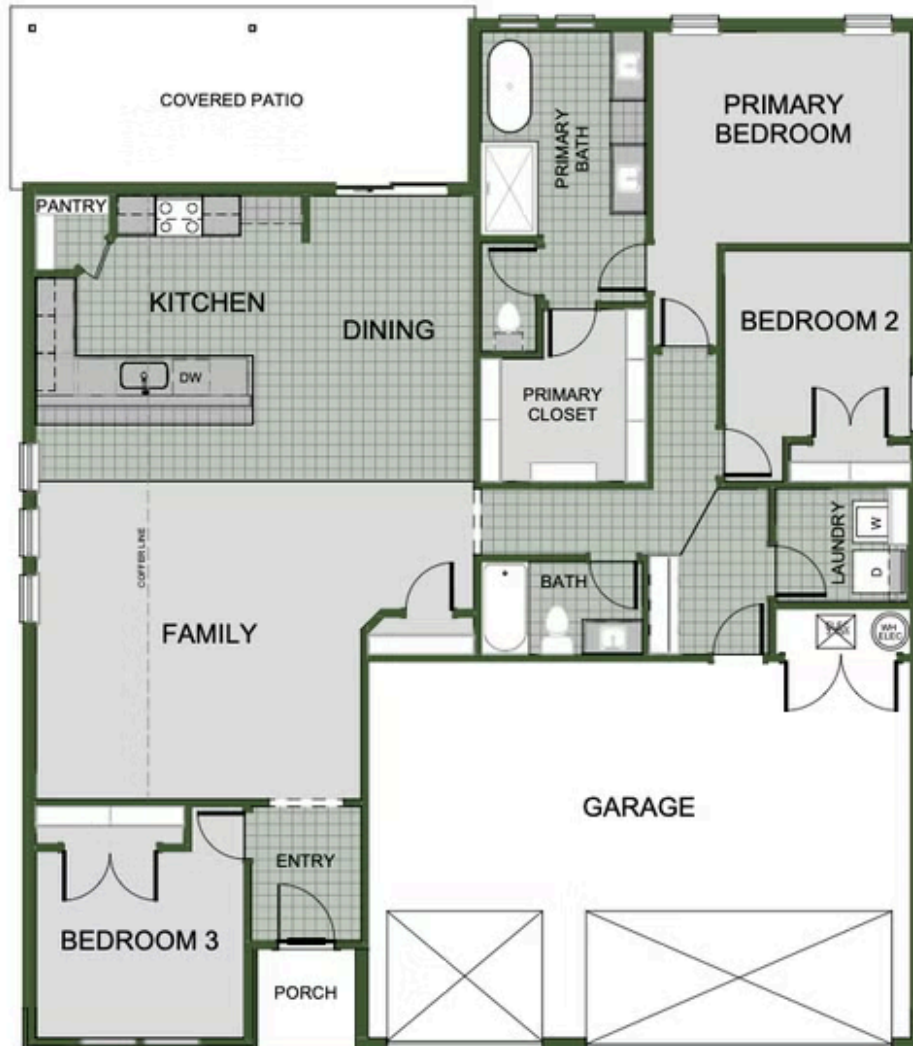 COVERED PATIO
PRIMARY
BATH
PRIMARY
BEDROOM
PANTRY
KITCHEN
DINING
BEDROOM 2
DW
PRIMARY
CLOSET
COFFER LINE
BATH
LAUNDRY
W
D
FAMILY
WH
ELEC
GARAGE
ENTRY
BEDROOM 3
PORCH